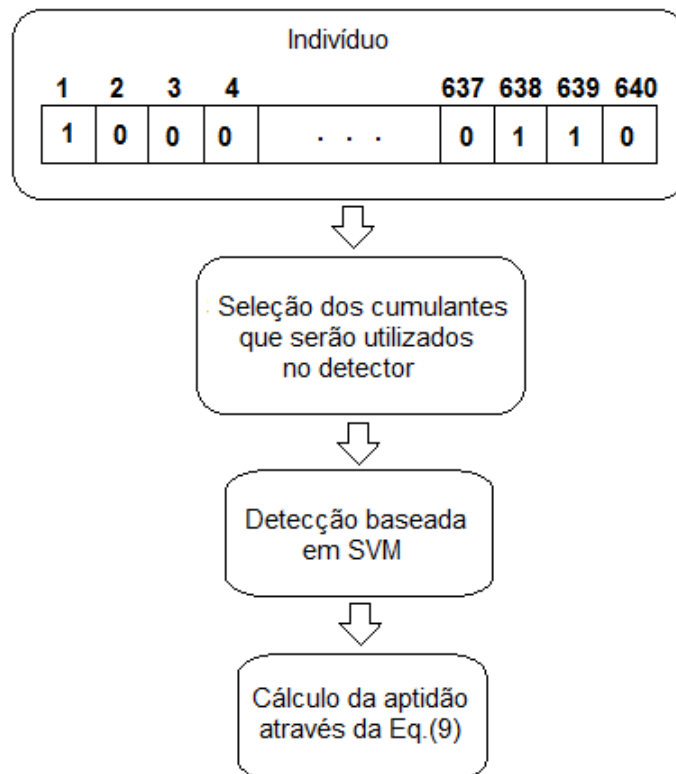 Indivíduo
1 2 3 4 637 638 639 640
1 0 0 0 . . . 0 1 1 0
Seleção dos cumulantes
que serão utilizados
no detector
Detecção baseada
em SVM
Cálculo da aptidão
através da Eq.(9)